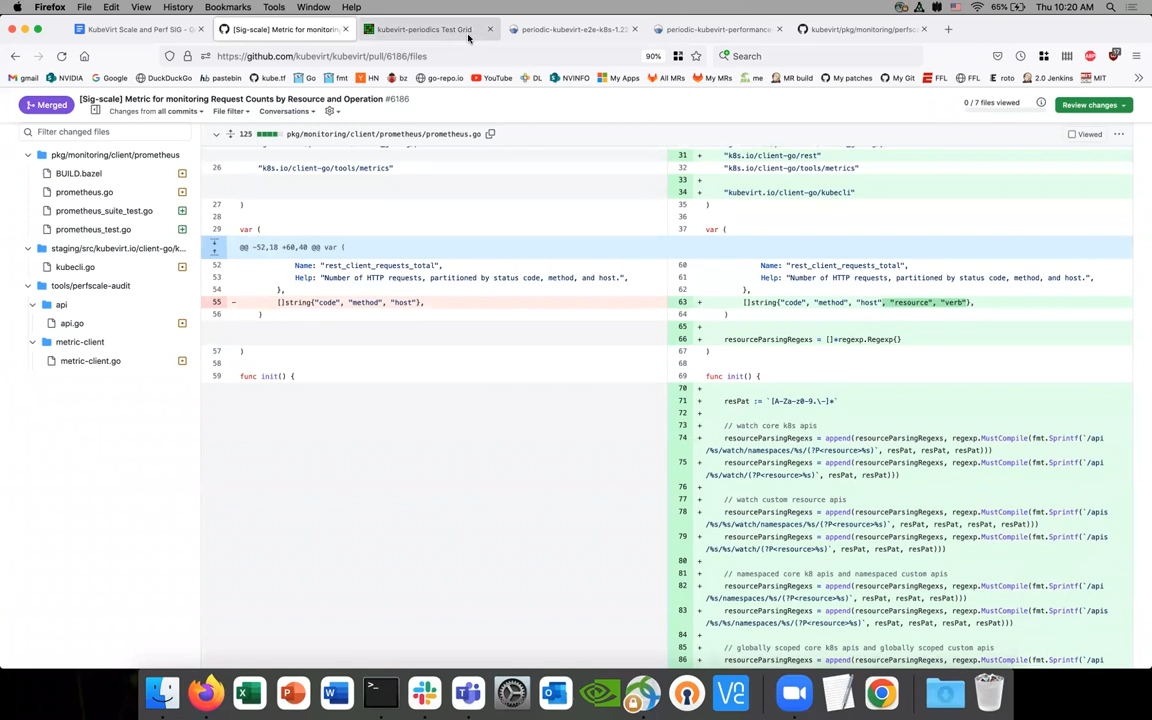 Firefox File Edit View History Bookmarks Tools Window Help 65% Thu 10:20 AM
KubeVirt Scale and Perf SIG - G
[Sig-scale] Metric for monitorin
kubevirt-periodics Test Grid
periodic-kubevirt-e2e-k8s-1.22
periodic-kubevirt-performance
kubevirt/pkg/monitoring/perfsc
https://github.com/kubevirt/kubevirt/pull/6186/files 90% Search
gmail NVIDIA Google DuckDuckGo pastebin kube.tf Go fmt HN bz go-repo.io YouTube DL NVINFO My Apps All MRs My MRs me MR build My patches My Git FFL FFL roto 2.0 Jenkins MIT
Merged
[Sig-scale] Metric for monitoring Request Counts by Resource and Operation #6186
Changes from all commits File filter Conversations
0 / 7 files viewed Review changes
Filter changed files
pkg/monitoring/client/prometheus
BUILD.bazel
prometheus.go
prometheus_suite_test.go
prometheus_test.go
staging/src/kubevirt.io/client-go/k...
kubecli.go
tools/perfscale-audit
api
api.go
metric-client
metric-client.go
125 pkg/monitoring/client/prometheus/prometheus.go Viewed
31 + "k8s.io/client-go/rest"
26 "k8s.io/client-go/tools/metrics" 32 "k8s.io/client-go/tools/metrics"
33 +
34 + "kubevirt.io/client-go/kubecli"
27 ) 35 )
28 36
29 var ( 37 var (
@@ -52,18 +60,40 @@ var (
52 Name: "rest_client_requests_total", 60 Name: "rest_client_requests_total",
53 Help: "Number of HTTP requests, partitioned by status code, method, and host.", 61 Help: "Number of HTTP requests, partitioned by status code, method, and host.",
54 }, 62 },
55 - []string{"code", "method", "host"}, 63 + []string{"code", "method", "host", "resource", "verb"},
56 ) 64 )
65 +
66 + resourceParsingRegexs = []*regexp.Regexp{}
57 ) 67 )
58 68
59 func init() { 69 func init() {
70 +
71 + resPat := `[A-Za-z0-9.\-]*`
72 +
73 + // watch core k8s apis
74 + resourceParsingRegexs = append(resourceParsingRegexs, regexp.MustCompile(fmt.Sprintf(`/api
/%s/watch/namespaces/%s/(?P<resource>%s)`, resPat, resPat, resPat)))
75 + resourceParsingRegexs = append(resourceParsingRegexs, regexp.MustCompile(fmt.Sprintf(`/api
/%s/watch/(?P<resource>%s)`, resPat, resPat)))
76 +
77 + // watch custom resource apis
78 + resourceParsingRegexs = append(resourceParsingRegexs, regexp.MustCompile(fmt.Sprintf(`/apis
/%s/%s/watch/namespaces/%s/(?P<resource>%s)`, resPat, resPat, resPat, resPat)))
79 + resourceParsingRegexs = append(resourceParsingRegexs, regexp.MustCompile(fmt.Sprintf(`/apis
/%s/%s/watch/(?P<resource>%s)`, resPat, resPat, resPat)))
80 +
81 + // namespaced core k8 apis and namespaced custom apis
82 + resourceParsingRegexs = append(resourceParsingRegexs, regexp.MustCompile(fmt.Sprintf(`/api
/%s/namespaces/%s/(?P<resource>%s)`, resPat, resPat, resPat)))
83 + resourceParsingRegexs = append(resourceParsingRegexs, regexp.MustCompile(fmt.Sprintf(`/apis
/%s/%s/namespaces/%s/(?P<resource>%s)`, resPat, resPat, resPat, resPat)))
84 +
85 + // globally scoped core k8s apis and globally scoped custom apis
86 + resourceParsingRegexs = append(resourceParsingRegexs, regexp.MustCompile(fmt.Sprintf(`/api